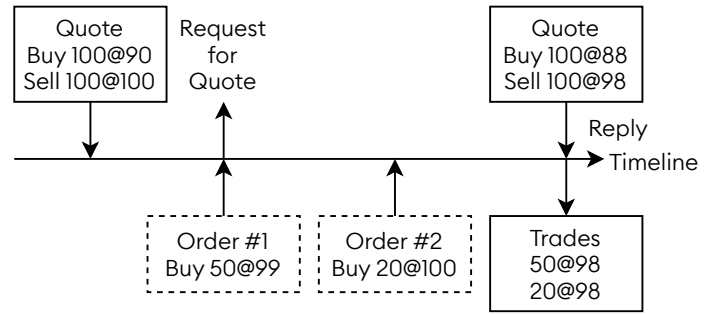 Quote
Buy 100@90
Sell 100@100
Request
for
Quote
Quote
Buy 100@88
Sell 100@98
Reply
Timeline
Order #1
Buy 50@99
Order #2
Buy 20@100
Trades
50@98
20@98